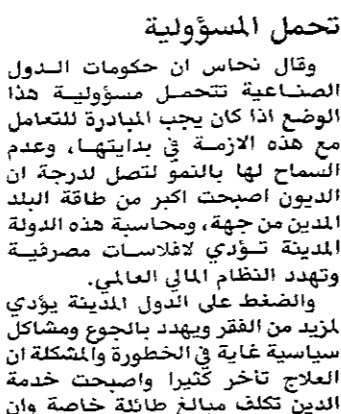 تحمل المسؤولية
وقال نحاس ان حكومات الدول
الصناعية تتحمل مسؤولية هذا
الوضع اذا كان يجب المبادرة للتعامل
مع هذه الازمة في بدايتها، وعدم
السماح لها بالنمو لتصل لدرجة ان
الديون اصبحت اكبر من طاقة البلد
المدين من جهة، ومحاسبة هذه الدولة
المدينة تؤدي لافلاسات مصرفية
وتهدد النظام المالي العالمي.
والضغط على الدول المدينة يؤدي
لمزيد من الفقر ويهدد بالجوع ومشاكل
سياسية غاية في الخطورة والمشكلة ان
العلاج تأخر كثيرا واصبحت خدمة
الدين تكلف مبالغ طائلة خاصة وان